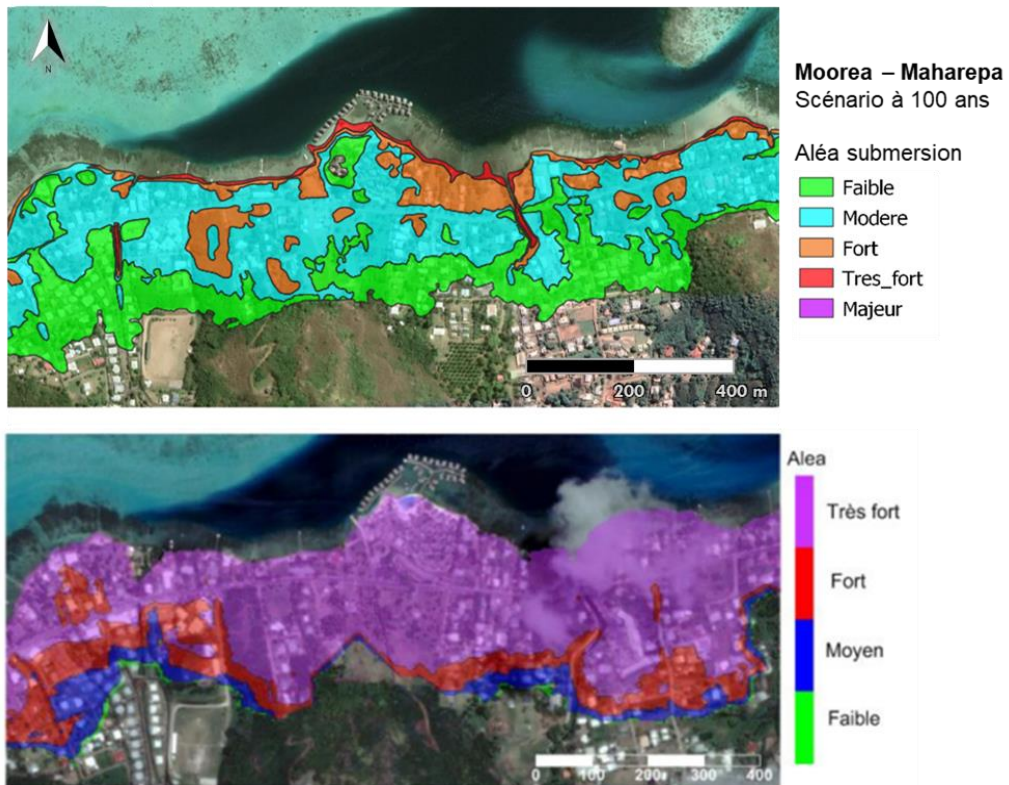 N
Moorea – Maharepa
Scénario à 100 ans
Aléa submersion
Faible
Modere
Fort
Tres_fort
Majeur
0 200 400 m
Alea
Très fort
Fort
Moyen
Faible
0 100 200 300 400